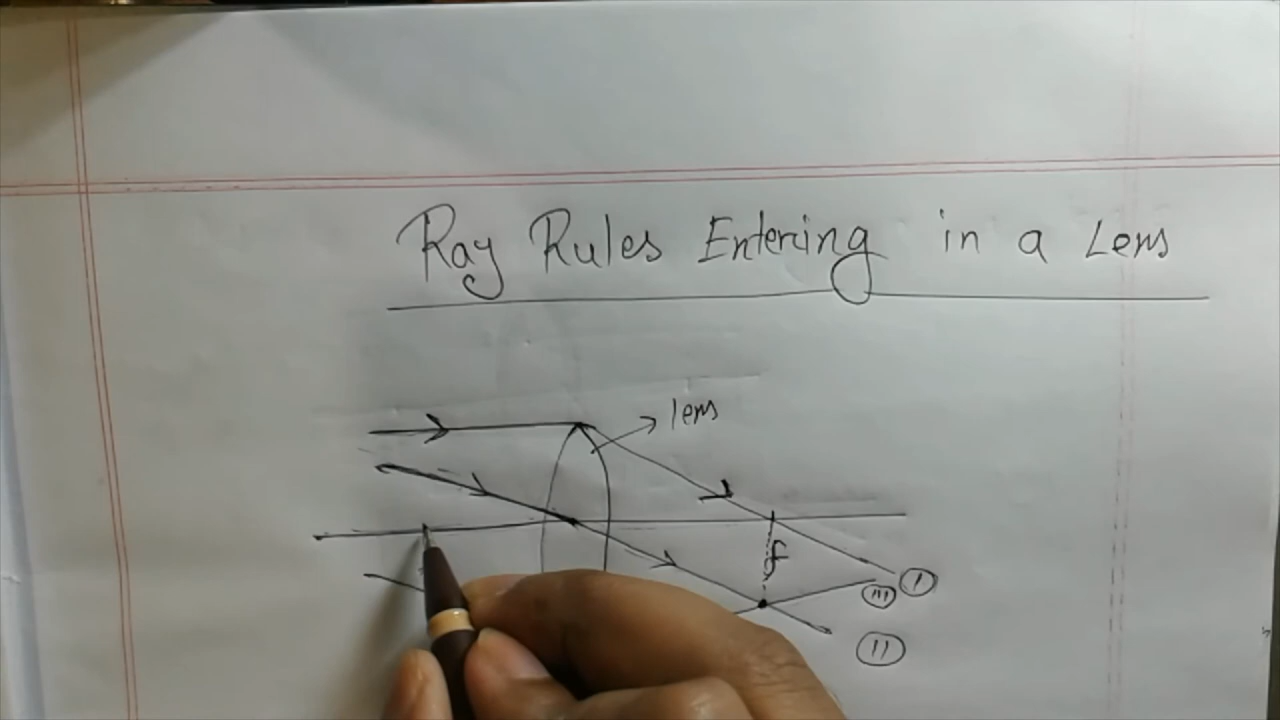 Ray Rules Entering in a Lens
lens
f
I
III
II